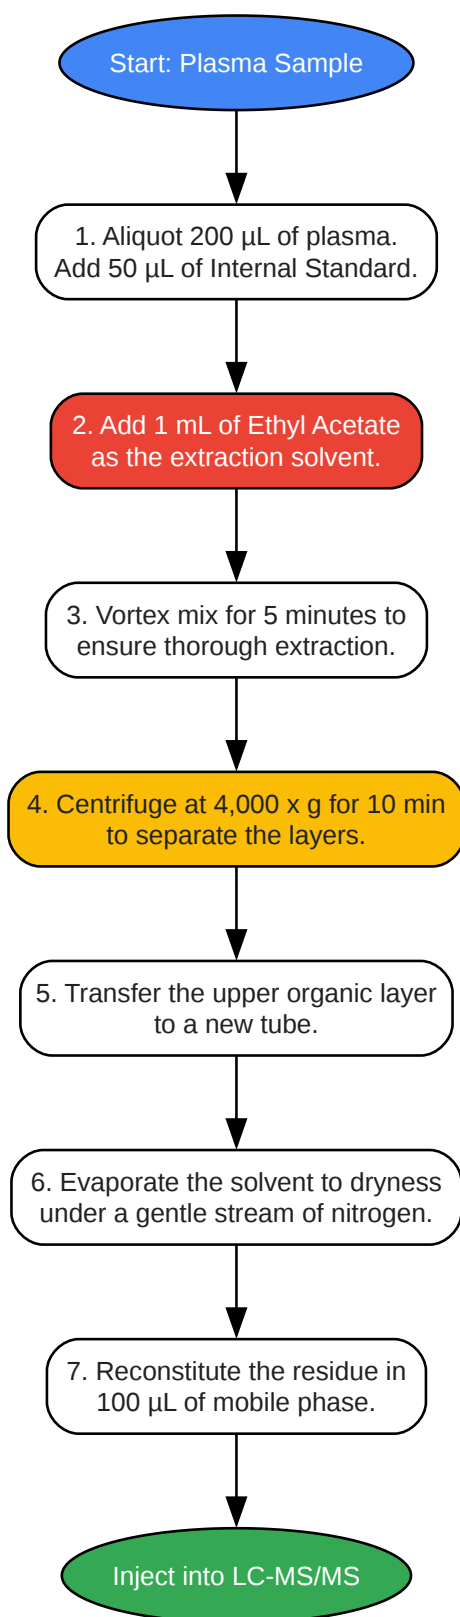 Start: Plasma Sample
1. Aliquot 200 µL of plasma.
Add 50 µL of Internal Standard.
2. Add 1 mL of Ethyl Acetate
as the extraction solvent.
3. Vortex mix for 5 minutes to
ensure thorough extraction.
4. Centrifuge at 4,000 x g for 10 min
to separate the layers.
5. Transfer the upper organic layer
to a new tube.
6. Evaporate the solvent to dryness
under a gentle stream of nitrogen.
7. Reconstitute the residue in
100 µL of mobile phase.
Inject into LC-MS/MS